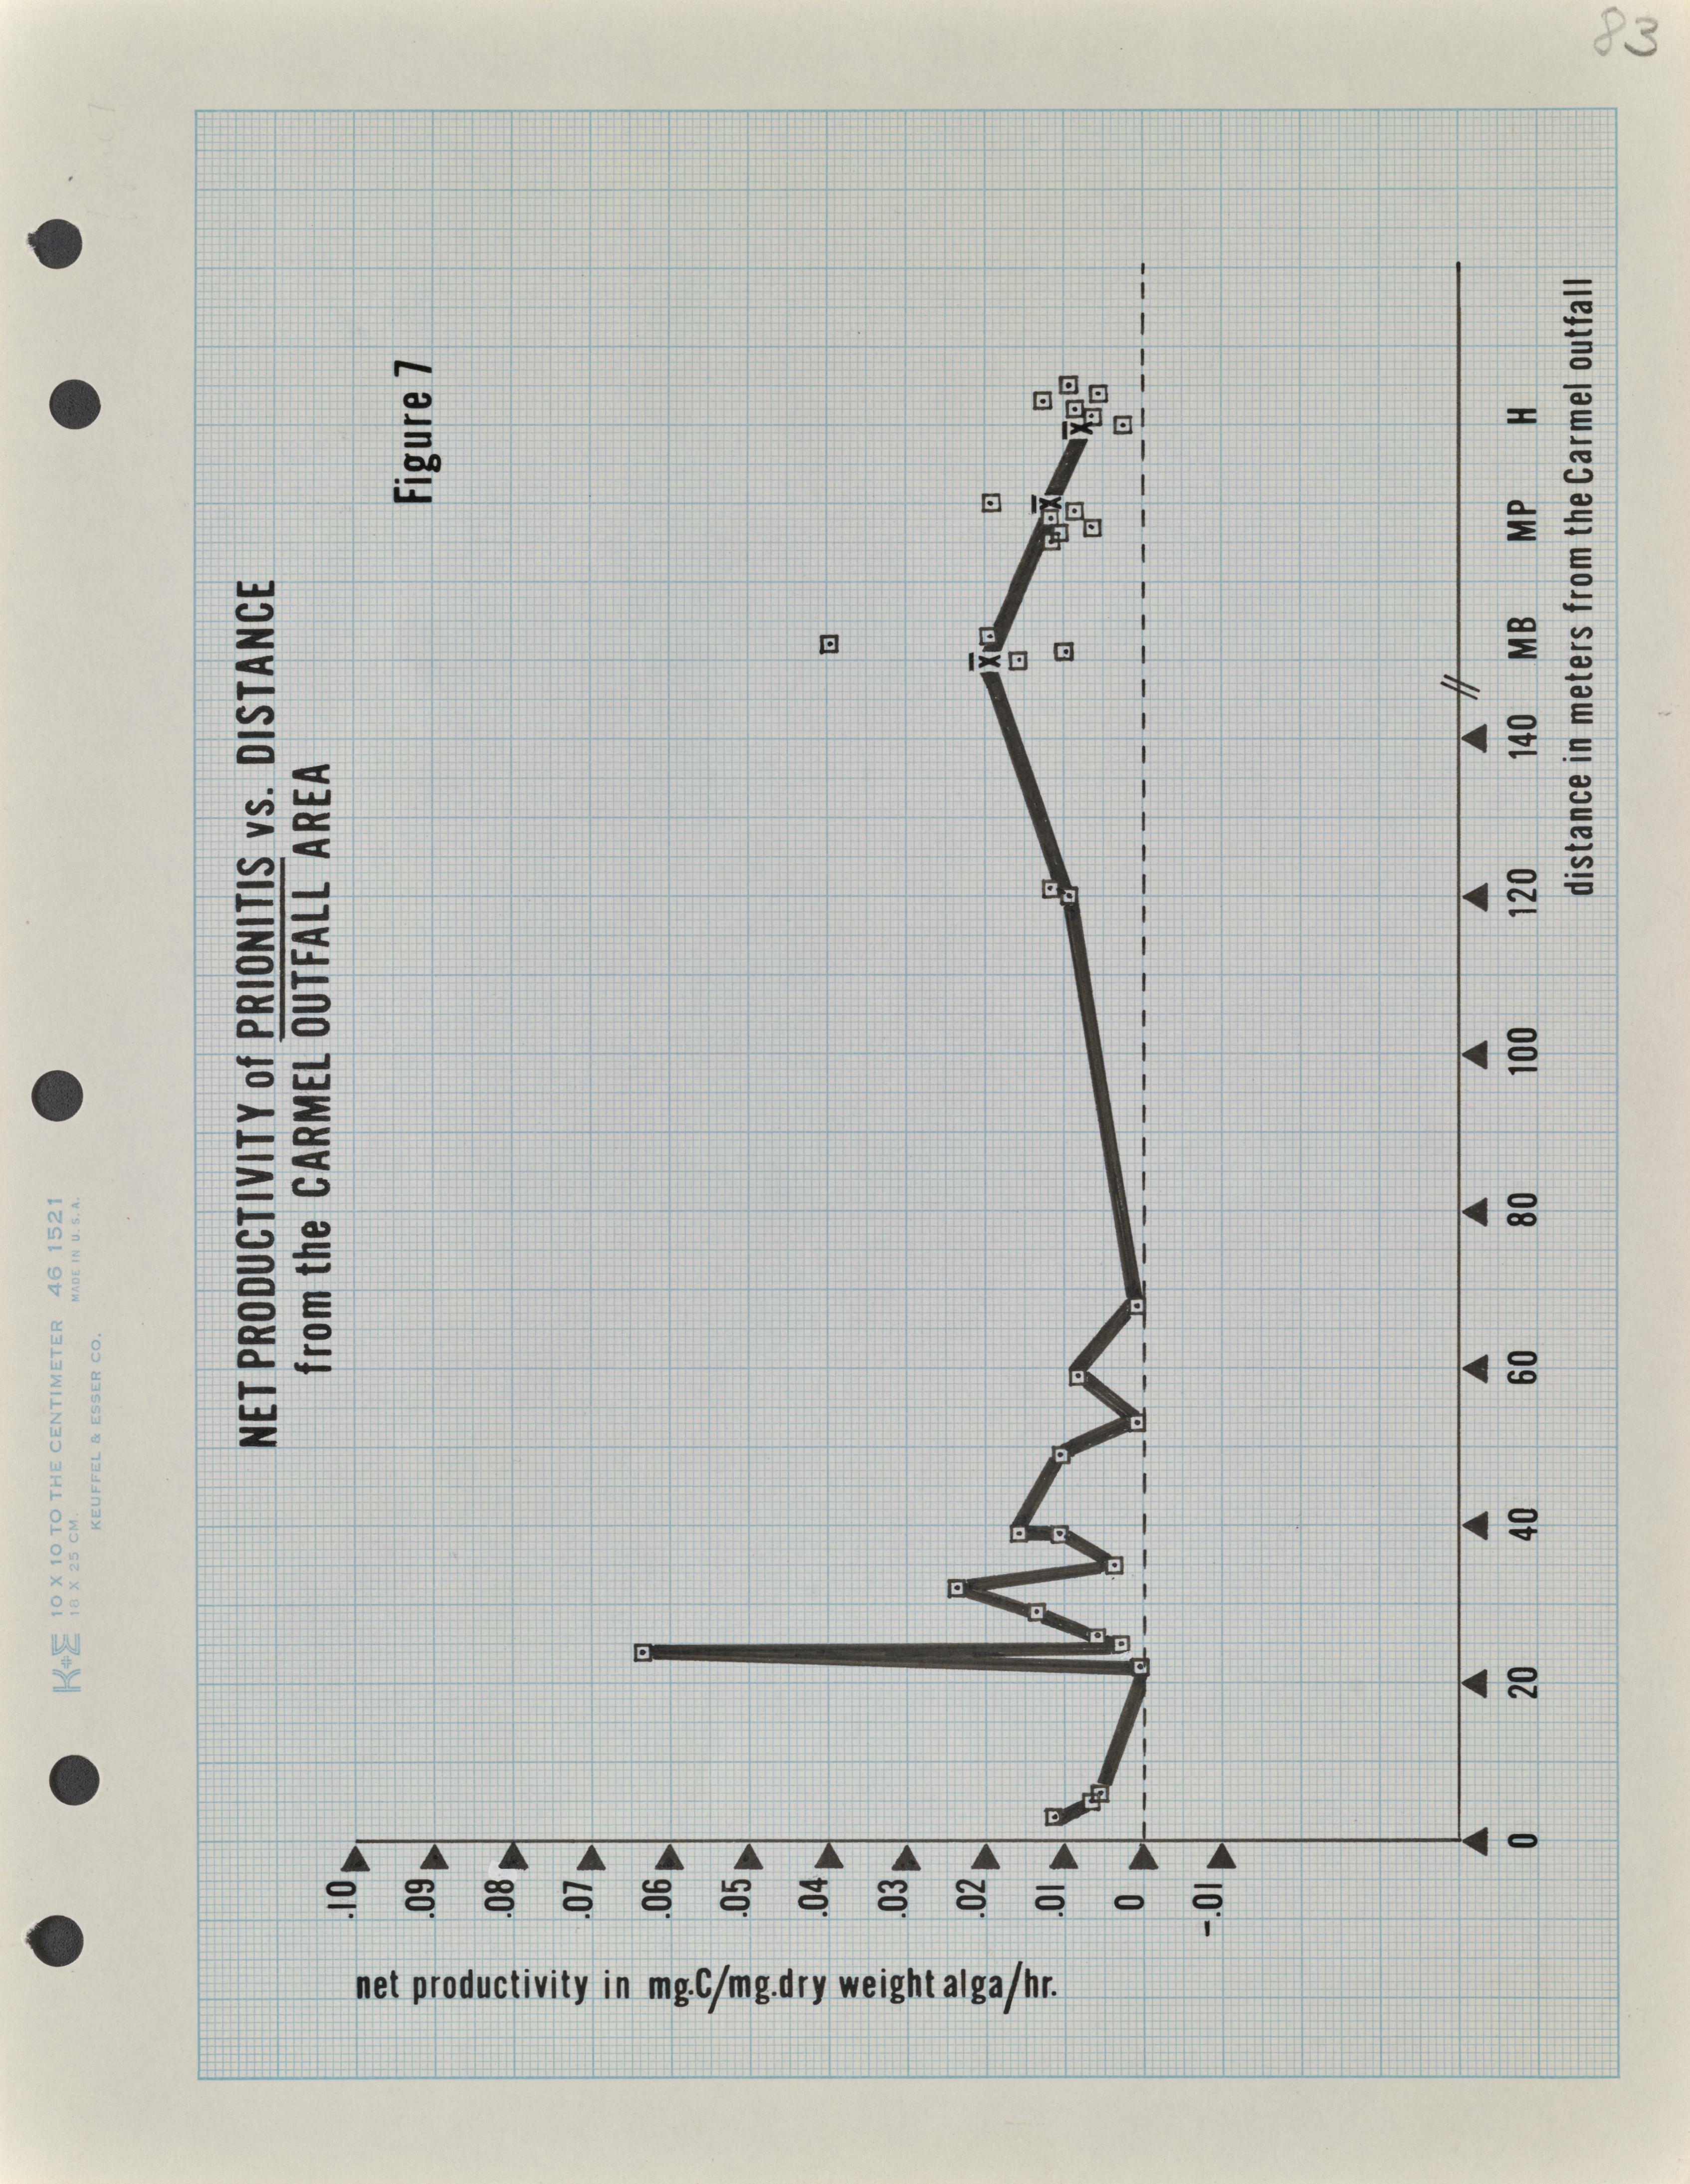 83
K+E 10 X 10 TO THE CENTIMETER 46 1521
18 X 25 CM. MADE IN U.S.A.
KEUFFEL & ESSER CO.
NET PRODUCTIVITY of PRIONITIS vs. DISTANCE
from the CARMEL OUTFALL AREA
Figure 7
net productivity in mg.C/mg.dry weight alga/hr.
.10
.09
.08
.07
.06
.05
.04
.03
.02
.01
0
-.01
X̄ X̄ X̄
0 20 40 60 80 100 120 140 // MB MP H
distance in meters from the Carmel outfall